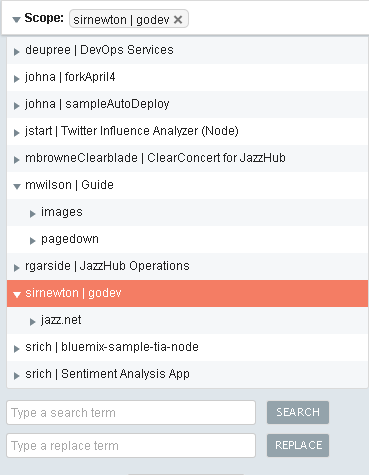 Scope: sirnewton | godev
deupree | DevOps Services
johna | forkApril4
johna | sampleAutoDeploy
jstart | Twitter Influence Analyzer (Node)
mbrowneClearblade | ClearConcert for JazzHub
mwilson | Guide
images
pagedown
rgarside | JazzHub Operations
sirnewton | godev
jazz.net
srich | bluemix-sample-tia-node
srich | Sentiment Analysis App
Type a search term SEARCH
Type a replace term REPLACE